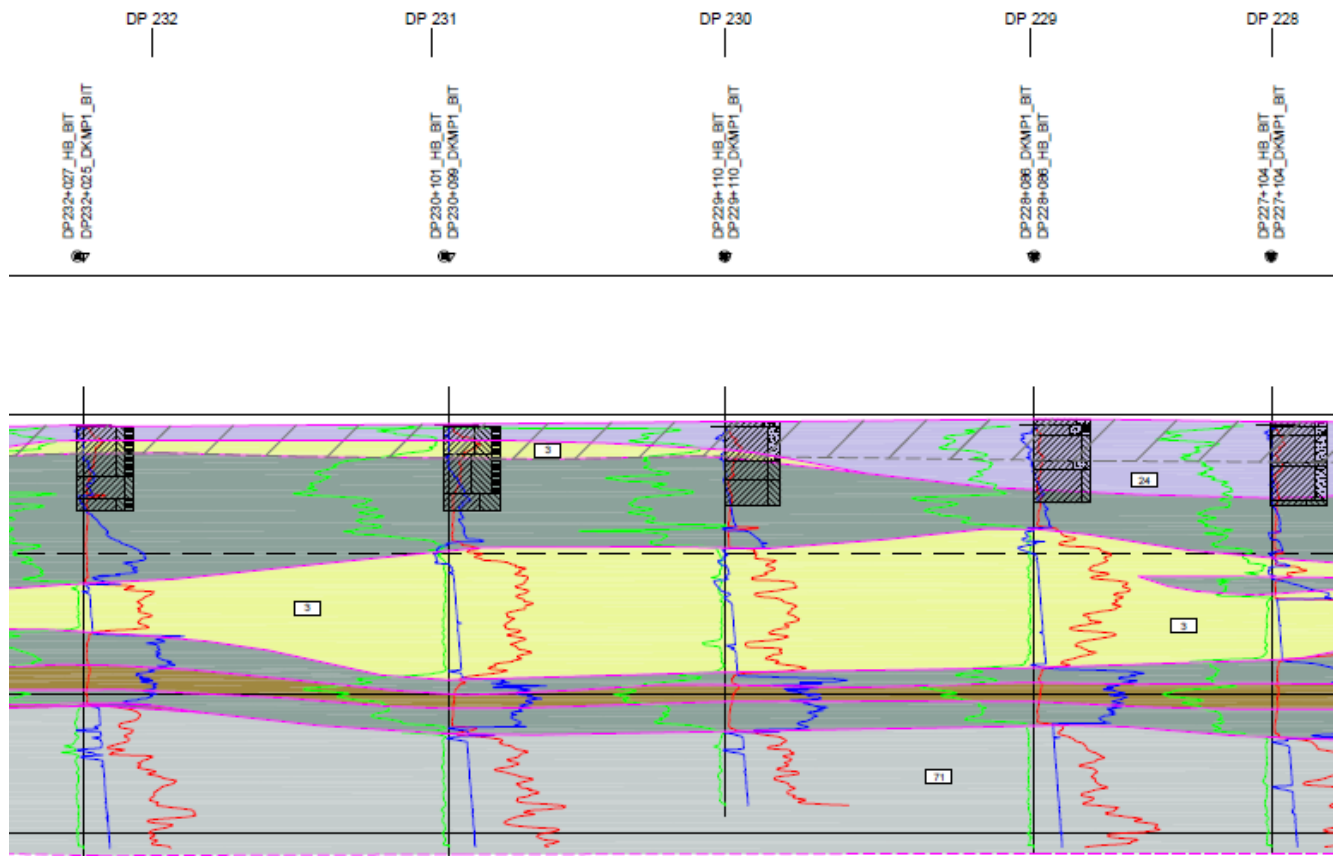 DP 232
DP 231
DP 230
DP 229
DP 228
DP232+027_HB_BIT
DP232+025_DKMP1_BIT
DP230+101_HB_BIT
DP230+099_DKMP1_BIT
DP229+110_HB_BIT
DP229+110_DKMP1_BIT
DP228+086_DKMP1_BIT
DP228+086_HB_BIT
DP227+104_HB_BIT
DP227+104_DKMP1_BIT
3
24
3
3
71